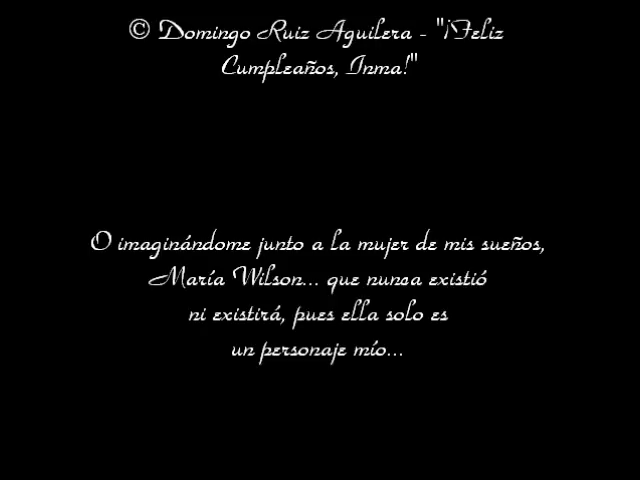 © Domingo Ruiz Aguilera - "¡Feliz
Cumpleaños, Inma!"
O imaginándome junto a la mujer de mis sueños,
María Wilson... que nunca existió
ni existirá, pues ella solo es
un personaje mío...